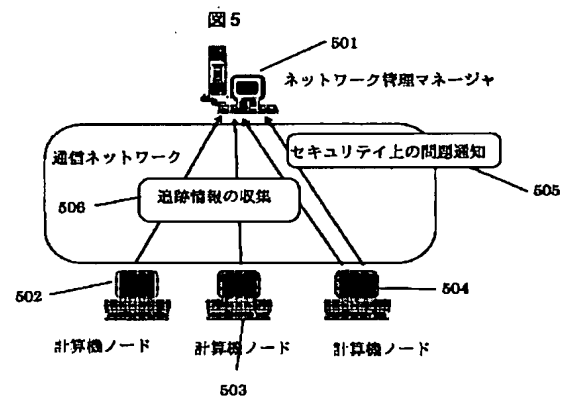 図5
501
ネットワーク管理マネージャ
通信ネットワーク
セキュリテイ上の問題通知
追跡情報の収集
506
505
502
504
計算機ノード
計算機ノード
計算機ノード
503